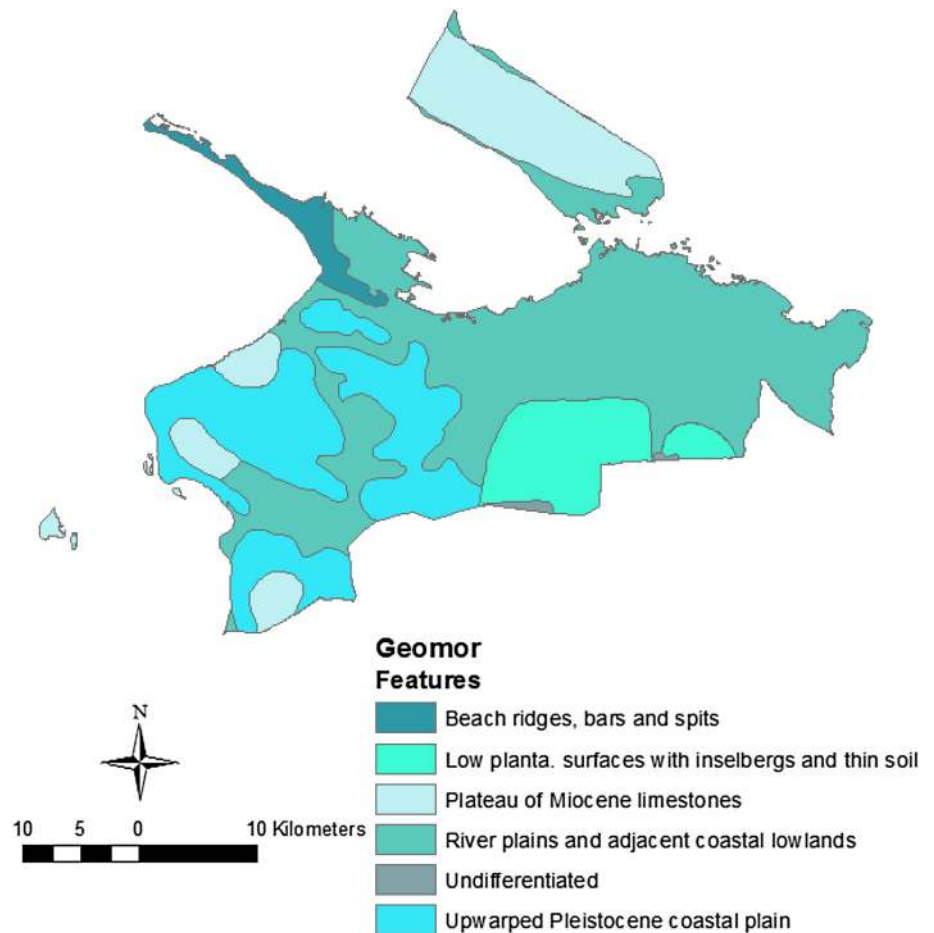 Geomor
Features
Beach ridges, bars and spits
Low planta. surfaces with inselbergs and thin soil
Plateau of Miocene limestones
River plains and adjacent coastal lowlands
Undifferentiated
Upwarped Pleistocene coastal plain
N
10 5 0 10 Kilometers